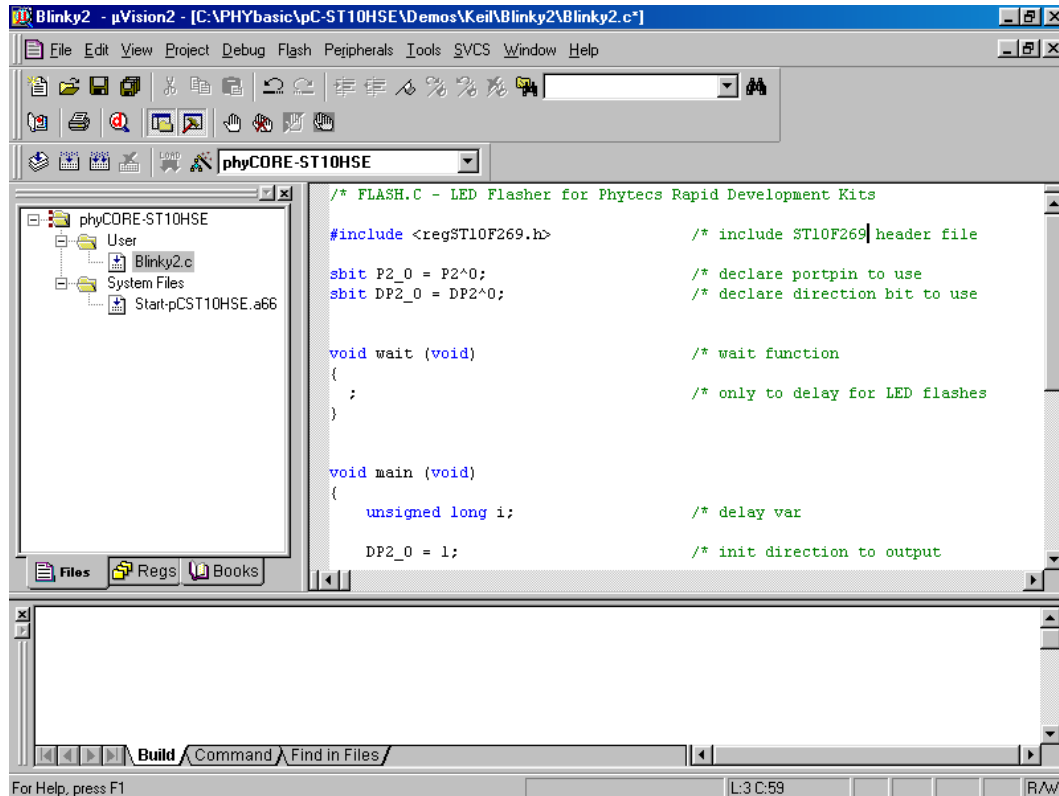 Blinky2 - µVision2 - [C:\PHYbasic\pC-ST10HSE\Demos\Keil\Blinky2\Blinky2.c*]
File Edit View Project Debug Flash Peripherals Tools SVCS Window Help
LOAD
phyCORE-ST10HSE
phyCORE-ST10HSE
User
Blinky2.c
System Files
Start-pCST10HSE.a66
Files Regs Books
/* FLASH.C - LED Flasher for Phytecs Rapid Development Kits
#include <regST10F269.h> /* include ST10F269 header file
sbit P2_0 = P2^0; /* declare portpin to use
sbit DP2_0 = DP2^0; /* declare direction bit to use
void wait (void) /* wait function
{
; /* only to delay for LED flashes
}
void main (void)
{
unsigned long i; /* delay var
DP2_0 = 1; /* init direction to output
Build Command Find in Files
For Help, press F1 L:3 C:59 R/W